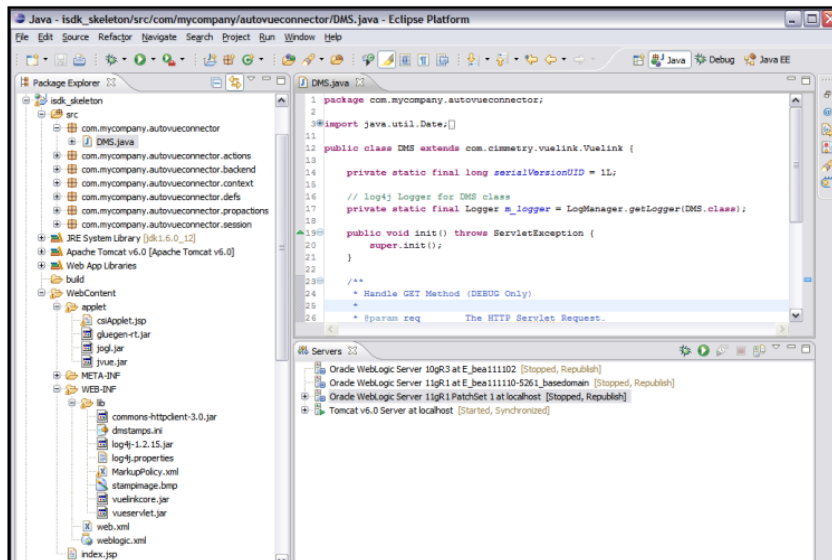 Java - isdk_skeleton/src/com/mycompany/autovueconnector/DMS.java - Eclipse Platform
File Edit Source Refactor Navigate Search Project Run Window Help
Java Debug Java EE
Package Explorer
isdk_skeleton
src
com.mycompany.autovueconnector
DMS.java
com.mycompany.autovueconnector.actions
com.mycompany.autovueconnector.backend
com.mycompany.autovueconnector.context
com.mycompany.autovueconnector.defs
com.mycompany.autovueconnector.propactions
com.mycompany.autovueconnector.session
JRE System Library [jdk1.6.0_12]
Apache Tomcat v6.0 [Apache Tomcat v6.0]
Web App Libraries
build
WebContent
applet
csiApplet.jsp
gluegen-rt.jar
jogl.jar
jvue.jar
META-INF
WEB-INF
lib
commons-httpclient-3.0.jar
dmstamps.ini
log4j-1.2.15.jar
log4j.properties
MarkupPolicy.xml
stampimage.bmp
vuelinkcore.jar
vueservlet.jar
web.xml
weblogic.xml
index.jsp
DMS.java
1 package com.mycompany.autovueconnector;
2
3 import java.util.Date;
11
12 public class DMS extends com.cimmetry.vuelink.Vuelink {
13
14 private static final long serialVersionUID = 1L;
15
16 // log4j Logger for DMS class
17 private static final Logger m_logger = LogManager.getLogger(DMS.class);
18
19 public void init() throws ServletException {
20 super.init();
21 }
22
23 /**
24 * Handle GET Method (DEBUG Only)
25 *
26 * @param req The HTTP Servlet Request.
Servers
Oracle WebLogic Server 10gR3 at E_bea111102 [Stopped, Republish]
Oracle WebLogic Server 11gR1 at E_bea111110-5261_basedomain [Stopped, Republish]
Oracle WebLogic Server 11gR1 PatchSet 1 at localhost [Stopped, Republish]
Tomcat v6.0 Server at localhost [Started, Synchronized]